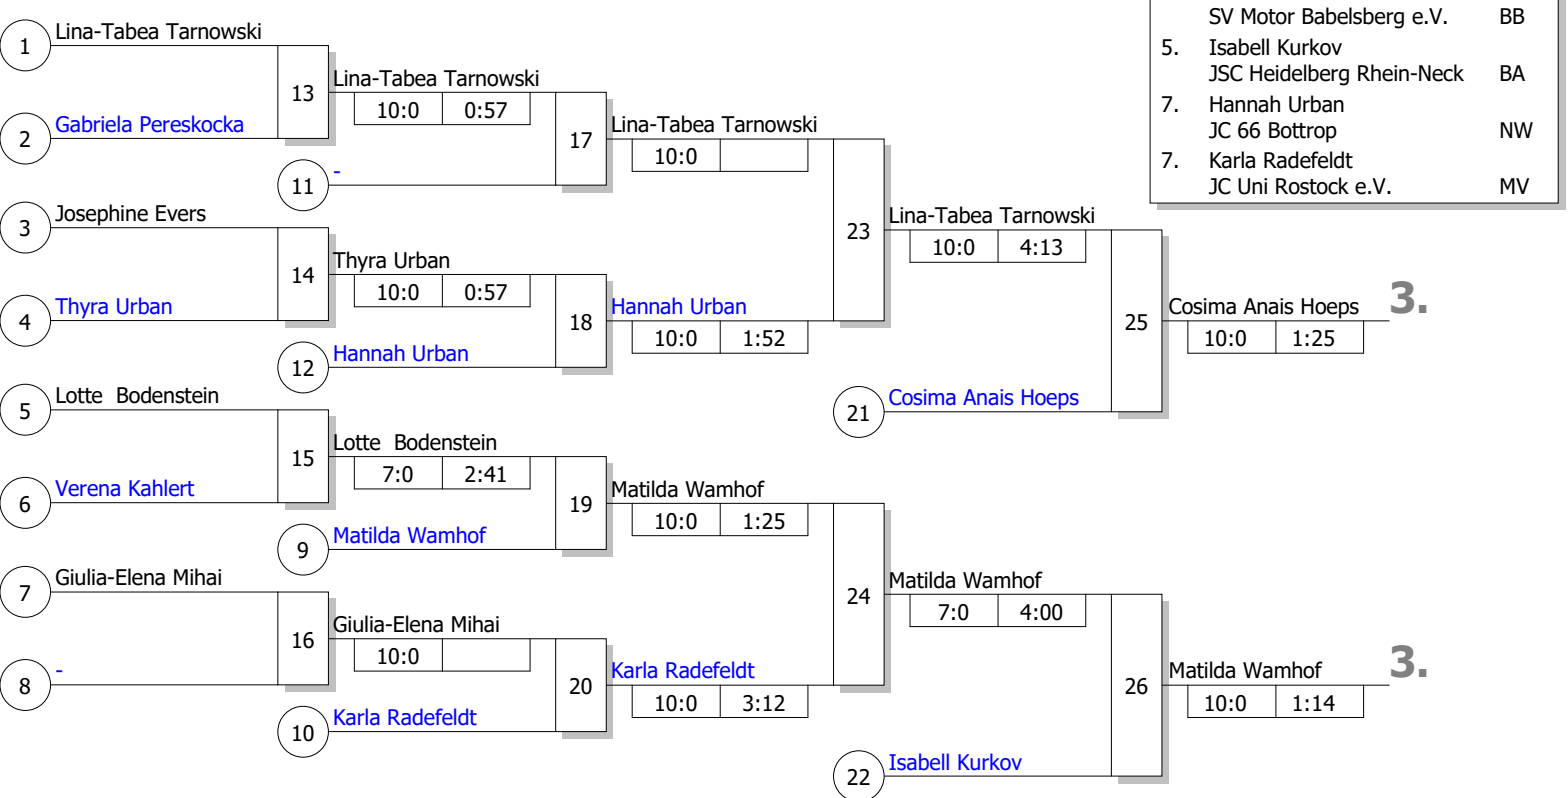 SV Motor Babelsberg e.V. BB
5. Isabell Kurkov
JSC Heidelberg Rhein-Neck BA
7. Hannah Urban
JC 66 Bottrop NW
7. Karla Radefeldt
JC Uni Rostock e.V. MV
1 Lina-Tabea Tarnowski
13 Lina-Tabea Tarnowski
10:0 0:57
2 Gabriela Pereskocka
17 Lina-Tabea Tarnowski
10:0
11 -
3 Josephine Evers
23 Lina-Tabea Tarnowski
10:0 4:13
14 Thyra Urban
10:0 0:57
4 Thyra Urban
18 Hannah Urban
10:0 1:52
12 Hannah Urban
25 Cosima Anais Hoeps 3.
10:0 1:25
21 Cosima Anais Hoeps
5 Lotte Bodenstein
15 Lotte Bodenstein
7:0 2:41
6 Verena Kahlert
19 Matilda Wamhof
10:0 1:25
9 Matilda Wamhof
7 Giulia-Elena Mihai
24 Matilda Wamhof
7:0 4:00
16 Giulia-Elena Mihai
10:0
8 -
20 Karla Radefeldt
10:0 3:12
10 Karla Radefeldt
26 Matilda Wamhof 3.
10:0 1:14
22 Isabell Kurkov